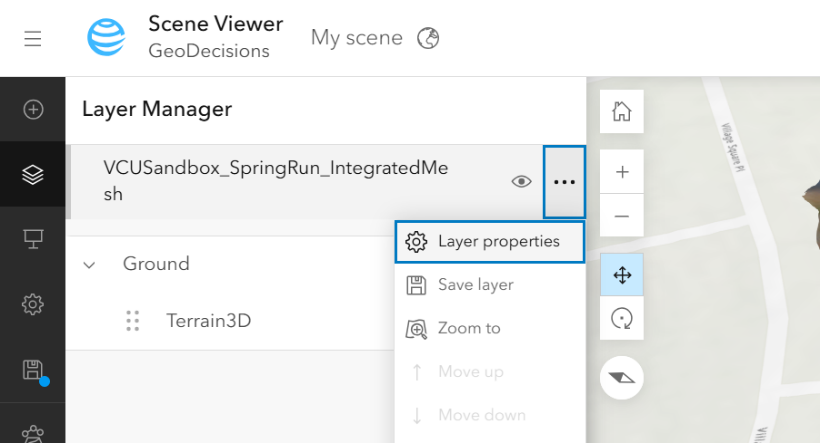 Scene Viewer
GeoDecisions
My scene
Layer Manager
VCUSandbox_SpringRun_IntegratedMe
sh
Layer properties
Ground
Save layer
Terrain3D
Zoom to
Move up
Move down
Village Square Pl